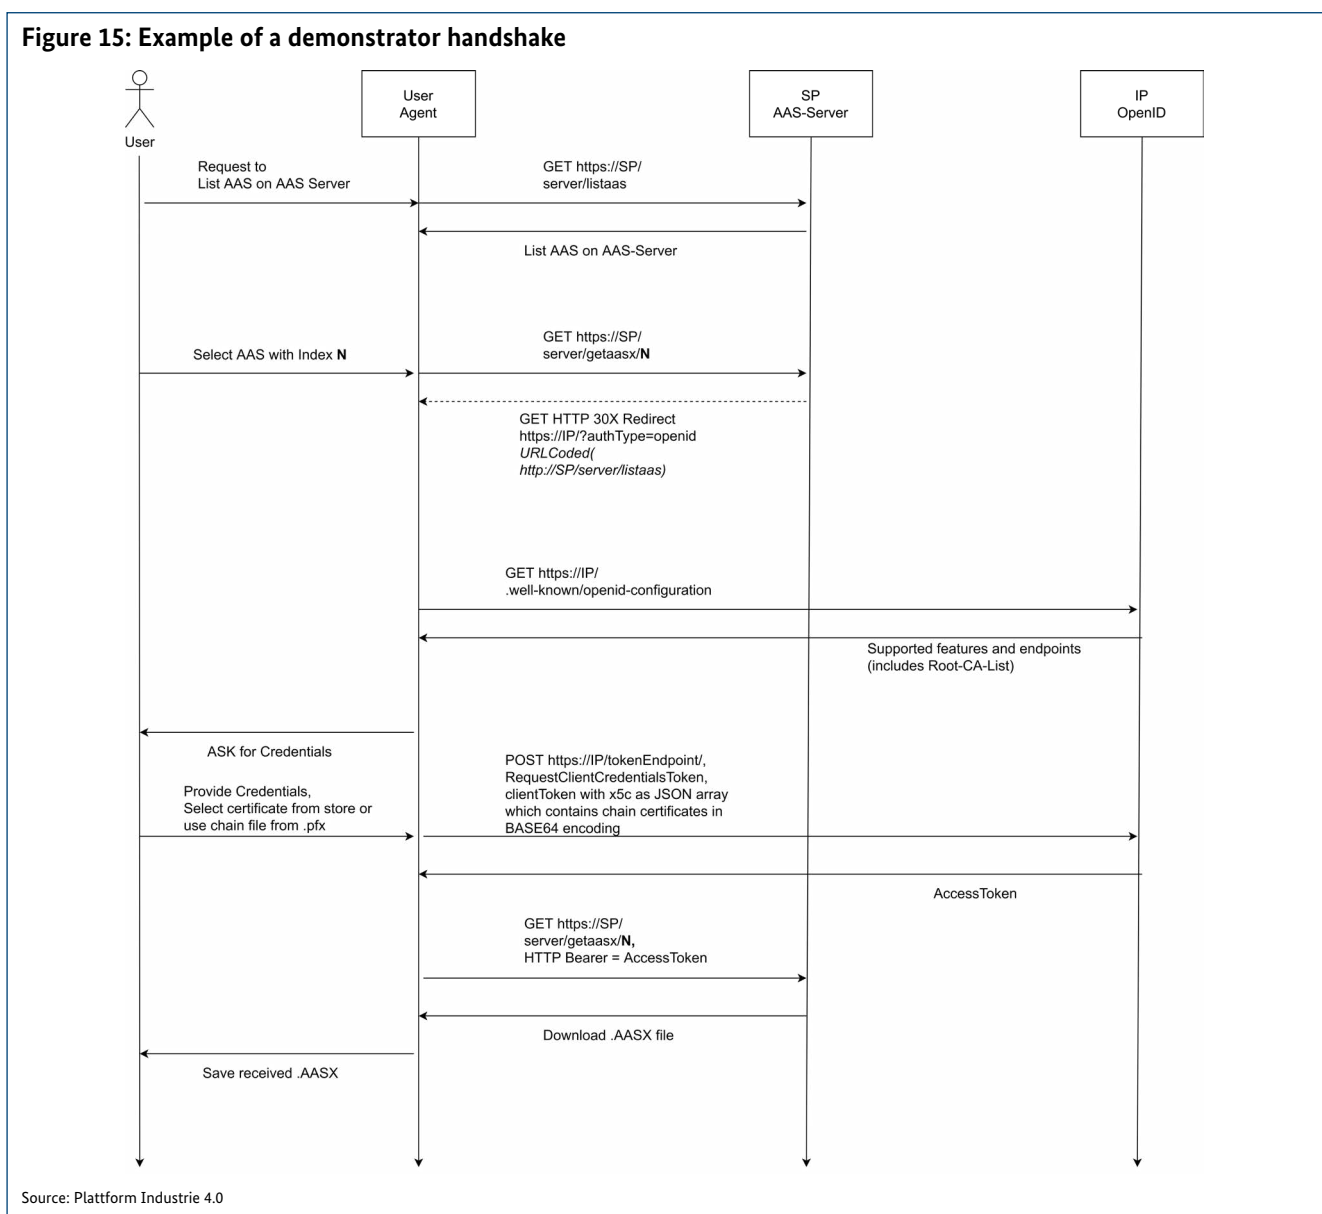 Figure 15: Example of a demonstrator handshake
User
Agent
SP
AAS-Server
IP
OpenID
User
Request to
List AAS on AAS Server
GET https://SP/
server/listaas
List AAS on AAS-Server
Select AAS with Index N
GET https://SP/
server/getaasx/N
GET HTTP 30X Redirect
https://IP/?authType=openid
URLCoded(
http://SP/server/listaas)
GET https://IP/
.well-known/openid-configuration
Supported features and endpoints
(includes Root-CA-List)
ASK for Credentials
Provide Credentials,
Select certificate from store or
use chain file from .pfx
POST https://IP/tokenEndpoint/,
RequestClientCredentialsToken,
clientToken with x5c as JSON array
which contains chain certificates in
BASE64 encoding
AccessToken
GET https://SP/
server/getaasx/N,
HTTP Bearer = AccessToken
Download .AASX file
Save received .AASX
Source: Plattform Industrie 4.0